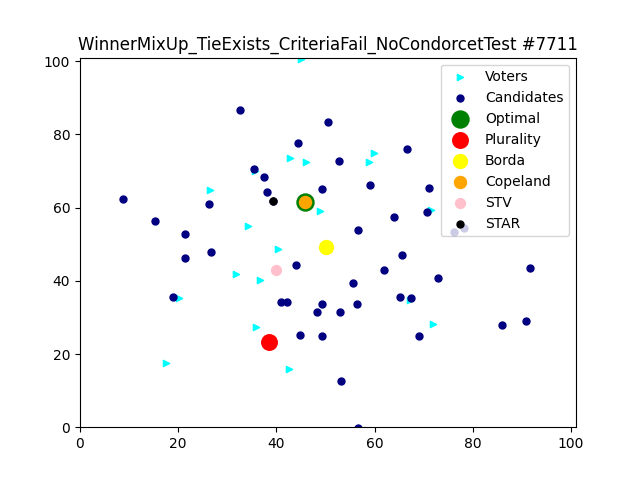 WinnerMixUp_TieExists_CriteriaFail_NoCondorcetTest #7711
100
80
60
40
20
0
0 20 40 60 80 100
Voters
Candidates
Optimal
Plurality
Borda
Copeland
STV
STAR